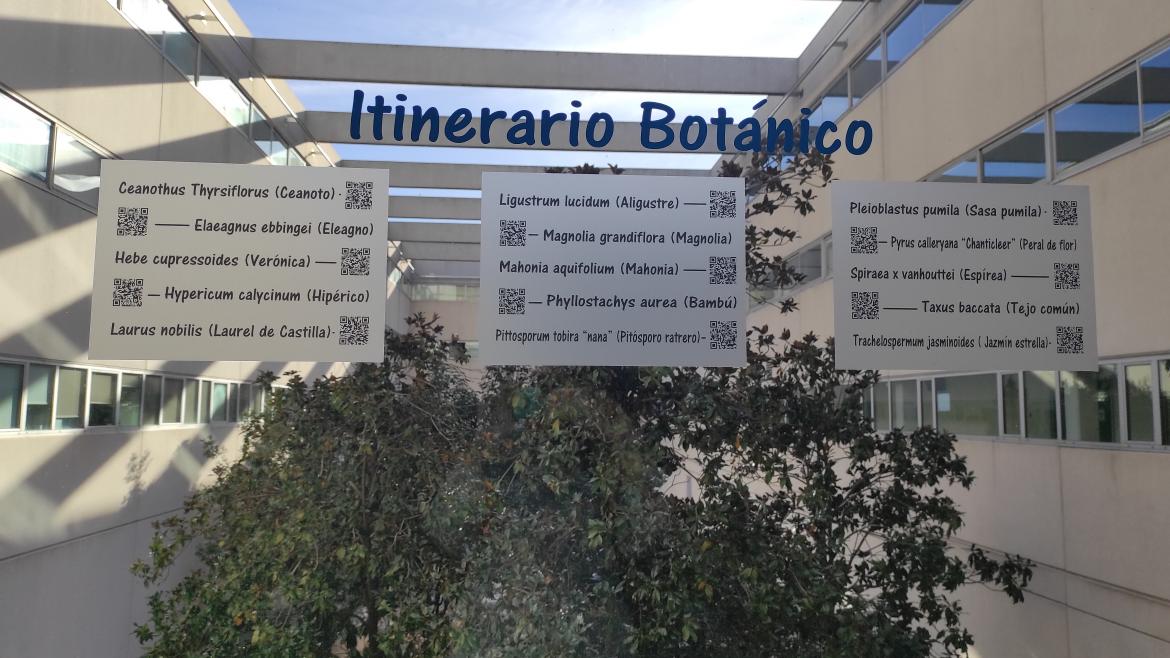 Itinerario Botánico
Ceanothus Thyrsiflorus (Ceanoto)
Elaeagnus ebbingei (Eleagno)
Hebe cupressoides (Verónica)
Hypericum calycinum (Hipérico)
Laurus nobilis (Laurel de Castilla)
Ligustrum lucidum (Aligustre)
Magnolia grandiflora (Magnolia)
Mahonia aquifolium (Mahonia)
Phyllostachys aurea (Bambú)
Pittosporum tobira “nana” (Pitósporo ratrero)
Pleioblastus pumila (Sasa pumila)
Pyrus calleryana “Chanticleer” (Peral de flor)
Spiraea x vanhouttei (Espírea)
Taxus baccata (Tejo común)
Trachelospermum jasminoides ( Jazmín estrella)